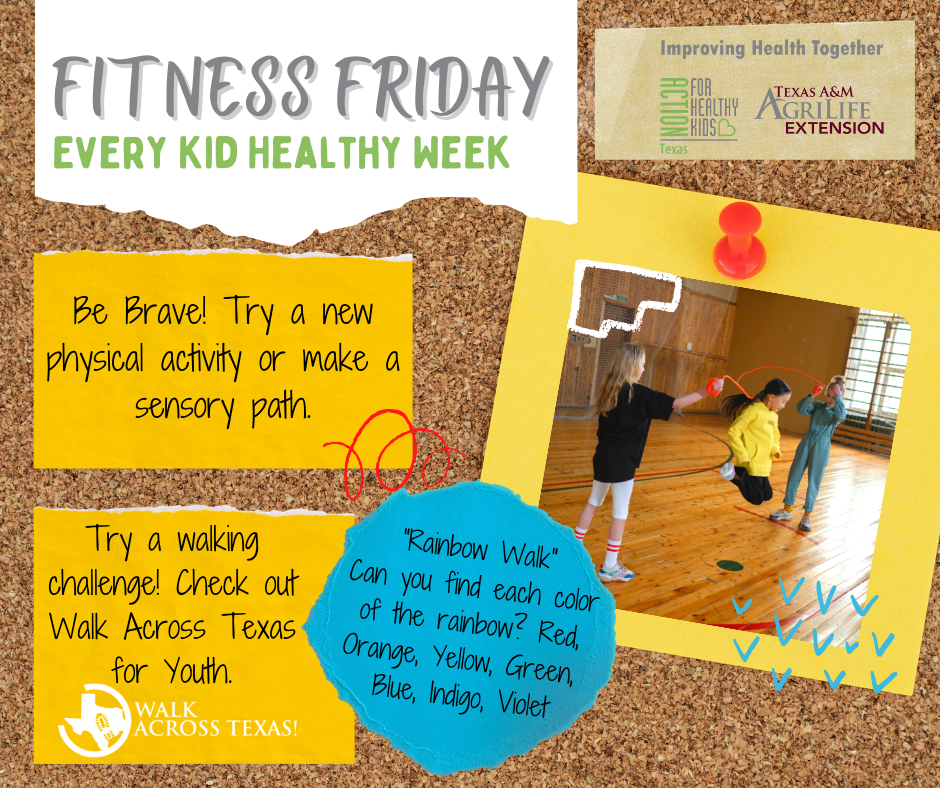 FITNESS FRIDAY
EVERY KID HEALTHY WEEK
Improving Health Together
ACTION
FOR
HEALTHY
KIDS
Texas
TEXAS A&M
AGRILIFE
EXTENSION
Be Brave! Try a new
physical activity or make a
sensory path.
Try a walking
challenge! Check out
Walk Across Texas
for Youth.
WALK
ACROSS TEXAS!
"Rainbow Walk"
Can you find each color
of the rainbow? Red,
Orange, Yellow, Green,
Blue, Indigo, Violet